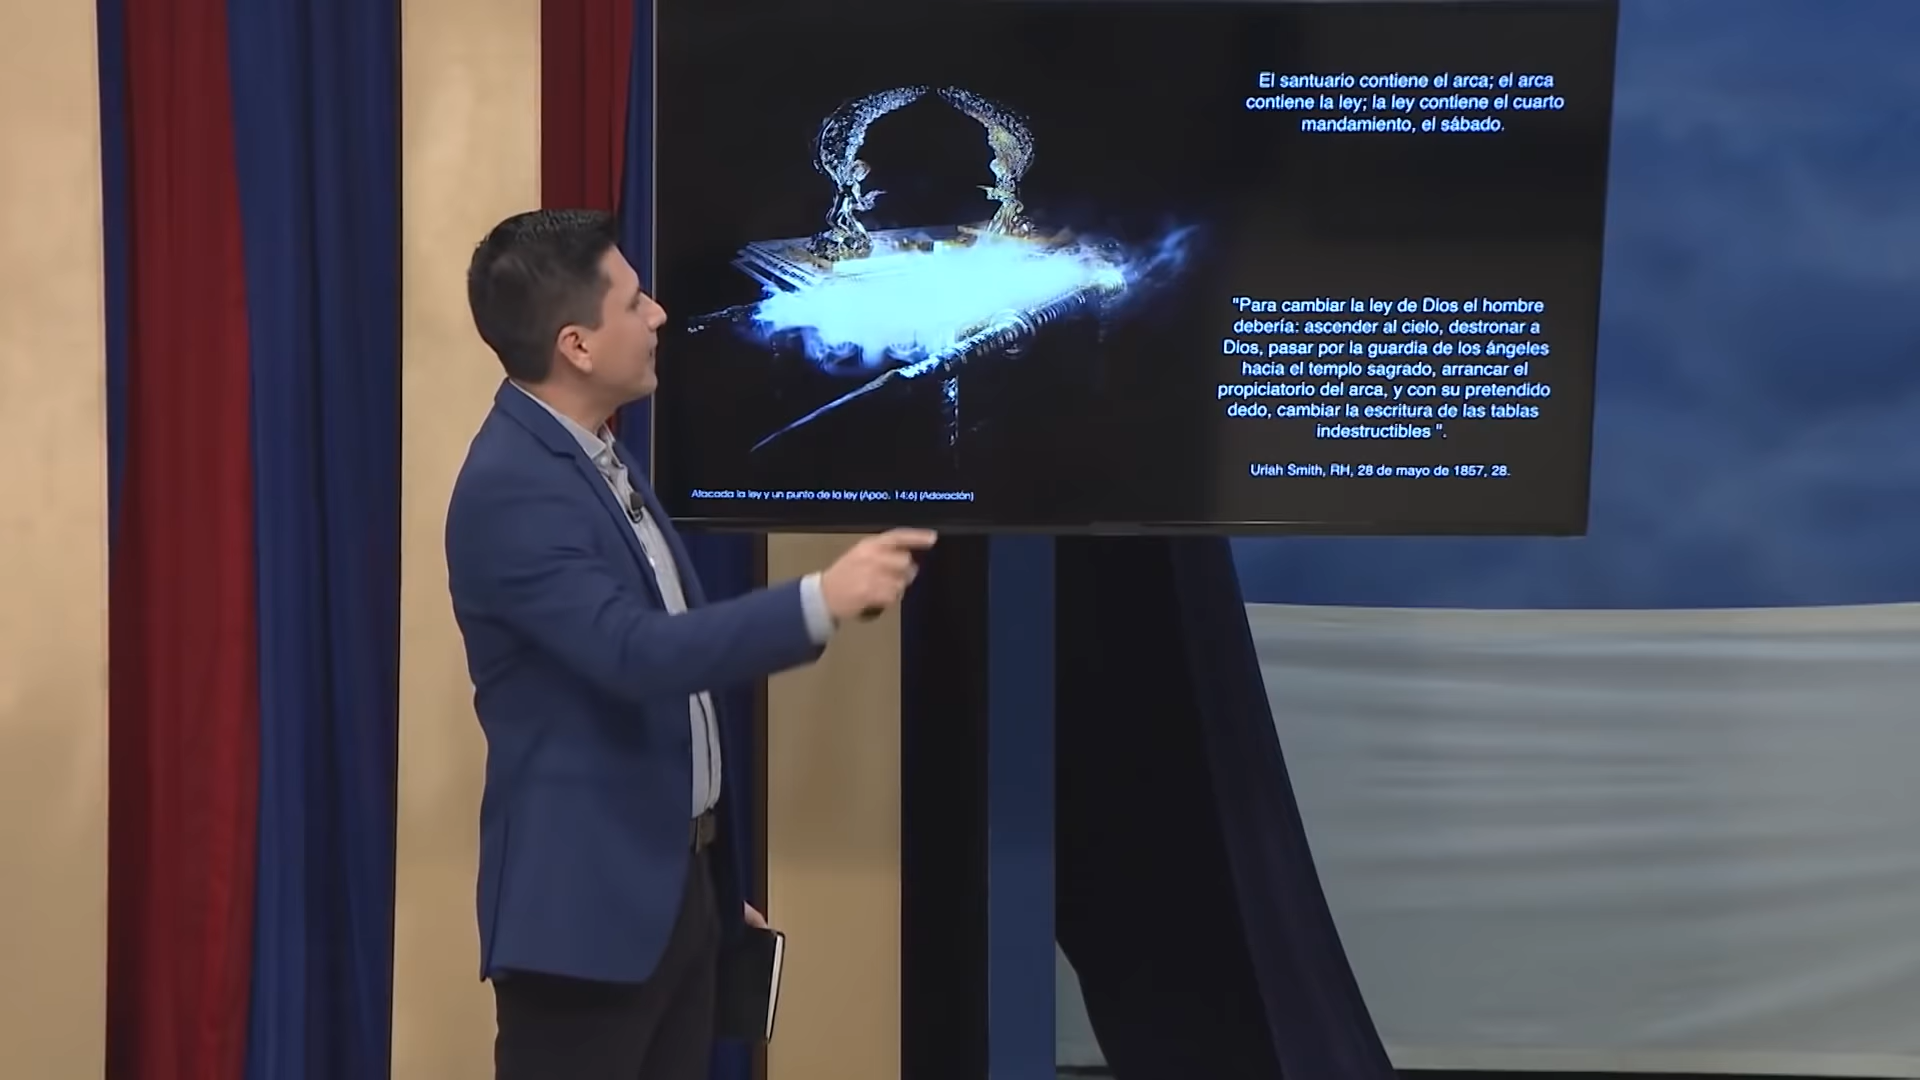 El santuario contiene el arca; el arca
contiene la ley; la ley contiene el cuarto
mandamiento, el sábado.
"Para cambiar la ley de Dios el hombre
debería: ascender al cielo, destronar a
Dios, pasar por la guardia de los ángeles
hacia el templo sagrado, arrancar el
propiciatorio del arca, y con su pretendido
dedo, cambiar la escritura de las tablas
indestructibles ".
Uriah Smith, RH, 28 de mayo de 1857, 28.
Atacada la ley y un punto de la ley (Apoc. 14:6) (Adoración)